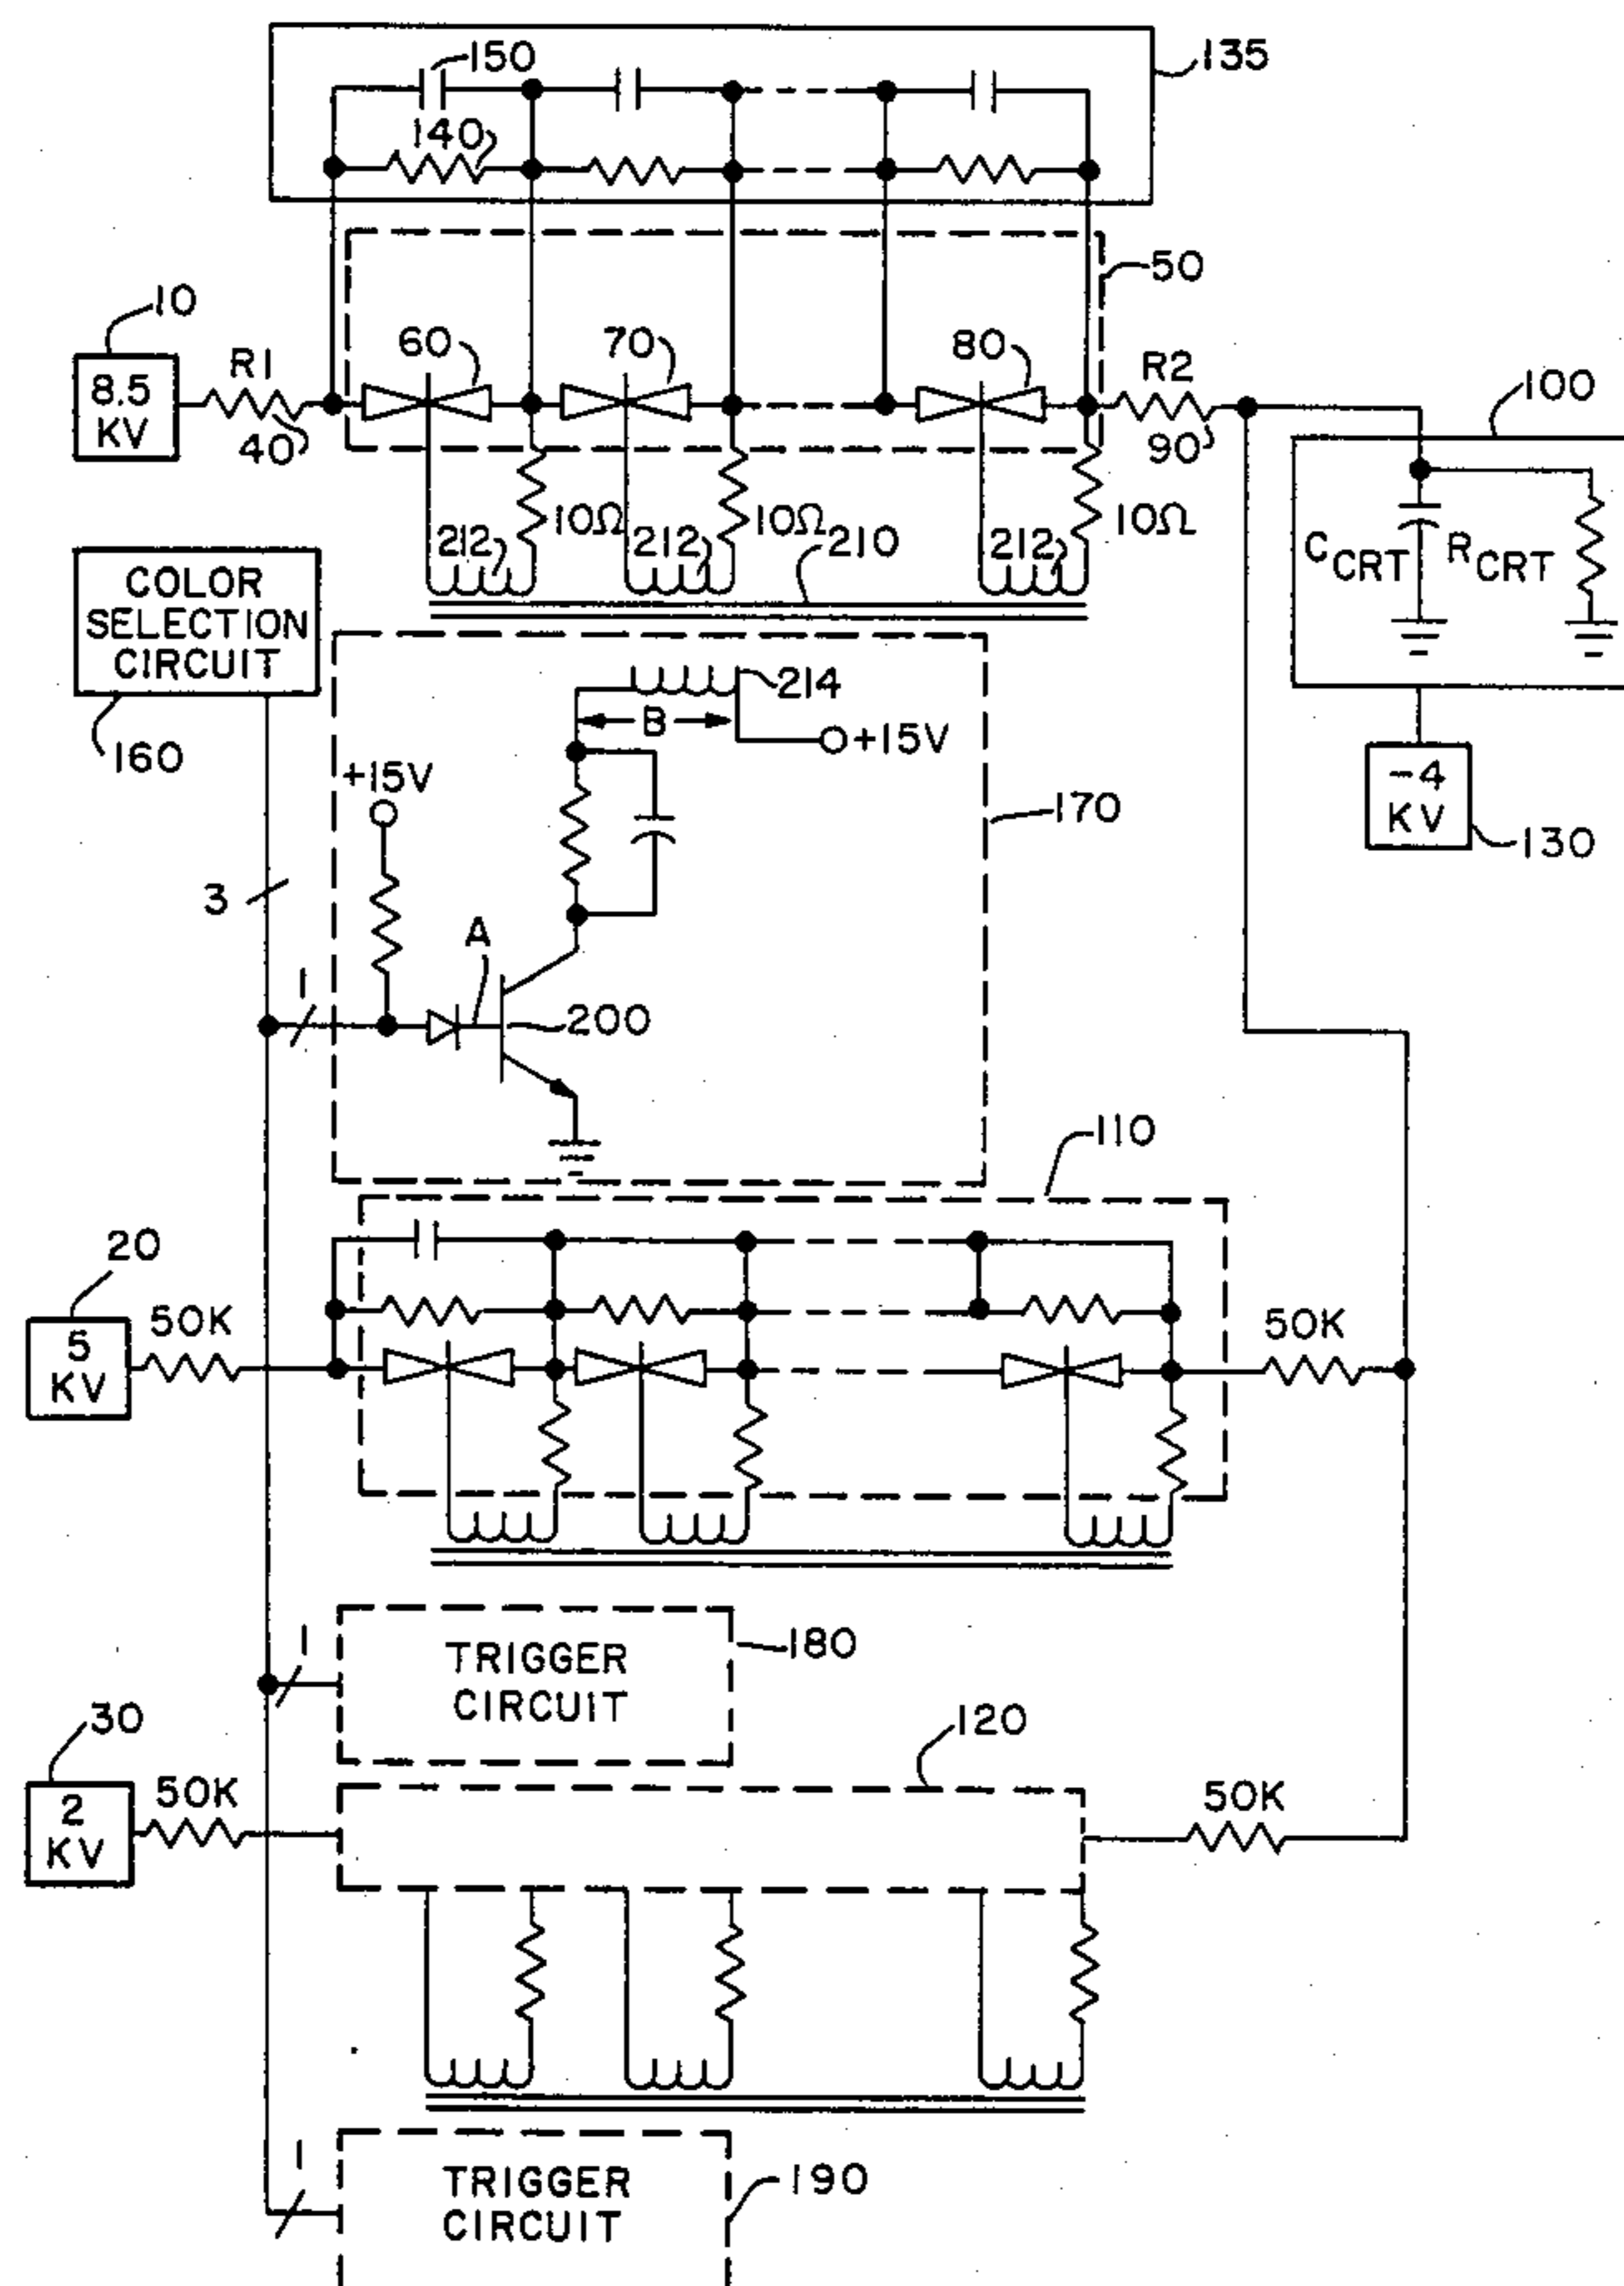 150
135
140
50
10
60
70
80
R1
R2
8.5
KV
40
90
100
10Ω
10Ω
10Ω
212
212
210
212
C CRT
R CRT
COLOR
SELECTION
CIRCUIT
214
B
+15V
160
+15V
-4
KV
170
130
3
A
1
200
110
20
50K
50K
5
KV
1
180
TRIGGER
CIRCUIT
30
120
50K
50K
2
KV
1
190
TRIGGER
CIRCUIT